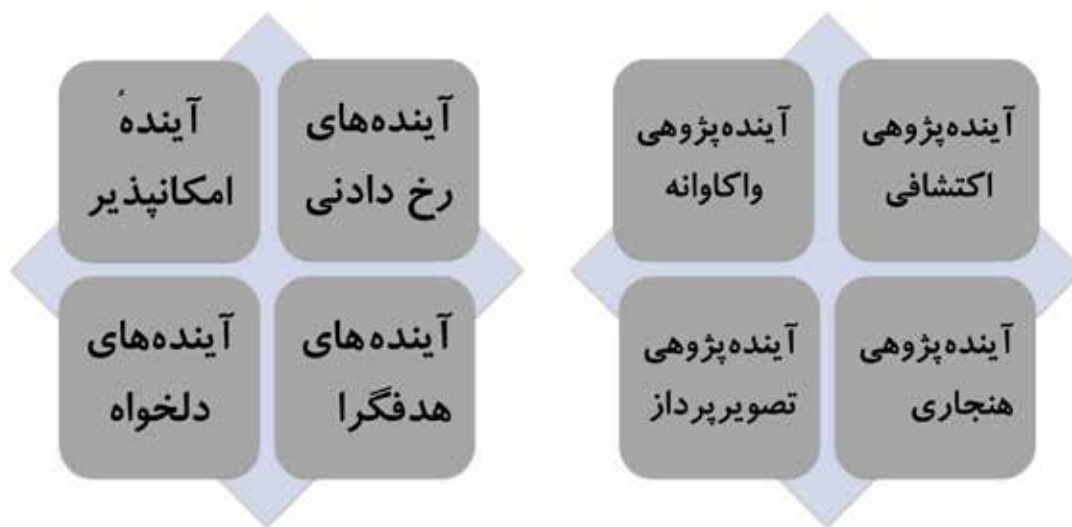 آینده‌پژوهی
اکتشافی
آینده‌پژوهی
واکاوانه
آینده‌پژوهی
هنجاری
آینده‌پژوهی
تصویرپرداز
آینده‌های
رخ دادنی
آیندهٔ
امکانپذیر
آینده‌های
هدفگرا
آینده‌های
دلخواه